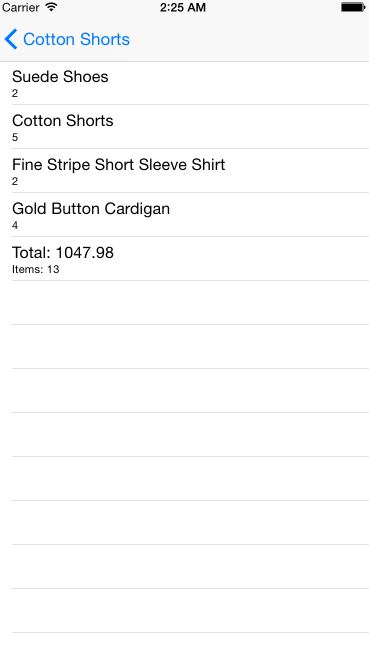 Carrier 2:25 AM
Cotton Shorts
Suede Shoes
2
Cotton Shorts
5
Fine Stripe Short Sleeve Shirt
2
Gold Button Cardigan
4
Total: 1047.98
Items: 13